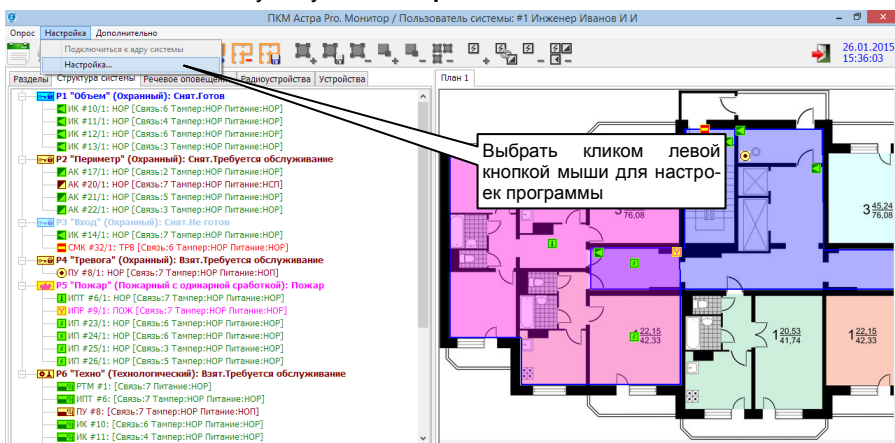 ПКМ Астра Pro. Монитор / Пользователь системы: #1 Инженер Иванов И И
Опрос Настройка Дополнительно
Подключиться к ядру системы
Настройка...
26.01.2015
15:36:03
Разделы Структура системы Речевое оповещение Радиоустройства Устройства
План 1
Р1 "Объем" (Охранный): Снят.Готов
ИК #10/1: НОР [Связь:6 Тампер:НОР Питание:НОР]
ИК #11/1: НОР [Связь:4 Тампер:НОР Питание:НОР]
ИК #12/1: НОР [Связь:6 Тампер:НОР Питание:НОР]
ИК #13/1: НОР [Связь:3 Тампер:НОР Питание:НОР]
Р2 "Периметр" (Охранный): Снят.Требуется обслуживание
АК #17/1: НОР [Связь:2 Тампер:НОР Питание:НОР]
АК #20/1: НОР [Связь:7 Тампер:НОР Питание:НСП]
АК #21/1: НОР [Связь:5 Тампер:НОР Питание:НОР]
АК #22/1: НОР [Связь:3 Тампер:НОР Питание:НОР]
Р3 "Вход" (Охранный): Снят.Не готов
ИК #14/1: НОР [Связь:7 Тампер:НОР Питание:НОР]
СМК #32/1: ТРВ [Связь:6 Тампер:НОР Питание:НОР]
Р4 "Тревога" (Охранный): Взят.Требуется обслуживание
ПУ #8/1: НОР [Связь:7 Тампер:НОР Питание:НОП]
Р5 "Пожар" (Пожарный с одинарной сработкой): Пожар
ИПТ #6/1: НОР [Связь:7 Тампер:НОР Питание:НОР]
ИПР #9/1: ПОЖ [Связь:7 Тампер:НОР Питание:НОР]
ИП #23/1: НОР [Связь:6 Тампер:НОР Питание:НОР]
ИП #24/1: НОР [Связь:6 Тампер:НОР Питание:НОР]
ИП #25/1: НОР [Связь:3 Тампер:НОР Питание:НОР]
ИП #26/1: НОР [Связь:5 Тампер:НОР Питание:НОР]
Р6 "Техно" (Технологический): Взят.Требуется обслуживание
РТМ #1: [Связь:7 Питание:НОР]
ИПТ #6: [Связь:7 Тампер:НОР Питание:НОР]
ПУ #8: [Связь:7 Тампер:НОР Питание:НОП]
ИК #10: [Связь:6 Тампер:НОР Питание:НОР]
ИК #11: [Связь:4 Тампер:НОР Питание:НОР]
Выбрать кликом левой
кнопкой мыши для настро-
ек программы
76,08
3 45,24
76,08
22,15
42,33
1 20,53
41,74
1 22,15
42,33